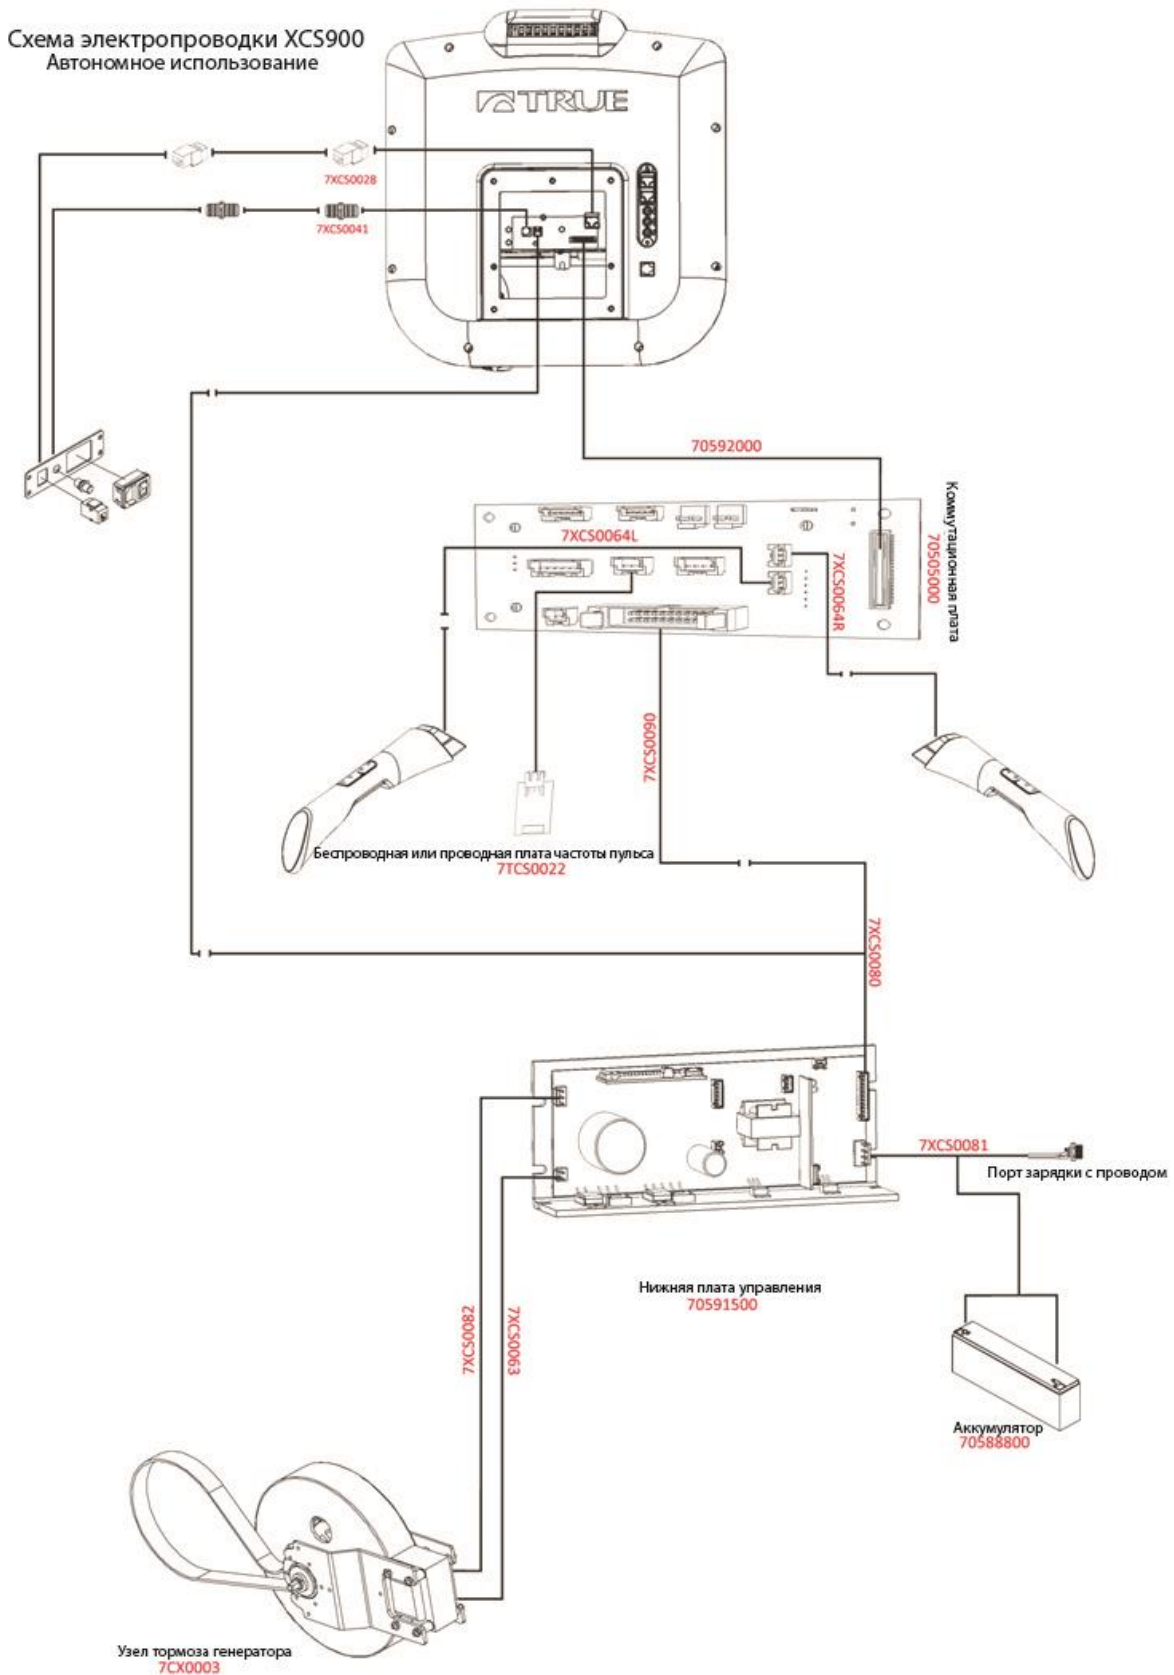 Схема электропроводки XCS900
Автономное использование
TRUE
7XCS0028
7XCS0041
70592000
7XCS0064L
7XCS0064R
70505000
Коммутационная плата
7XCS0090
Беспроводная или проводная плата частоты пульса
7TCS0022
7XCS0080
7XCS0081
Порт зарядки с проводом
Нижняя плата управления
70591500
7XCS0082
7XCS0063
Аккумулятор
70588800
Узел тормоза генератора
7CX0003